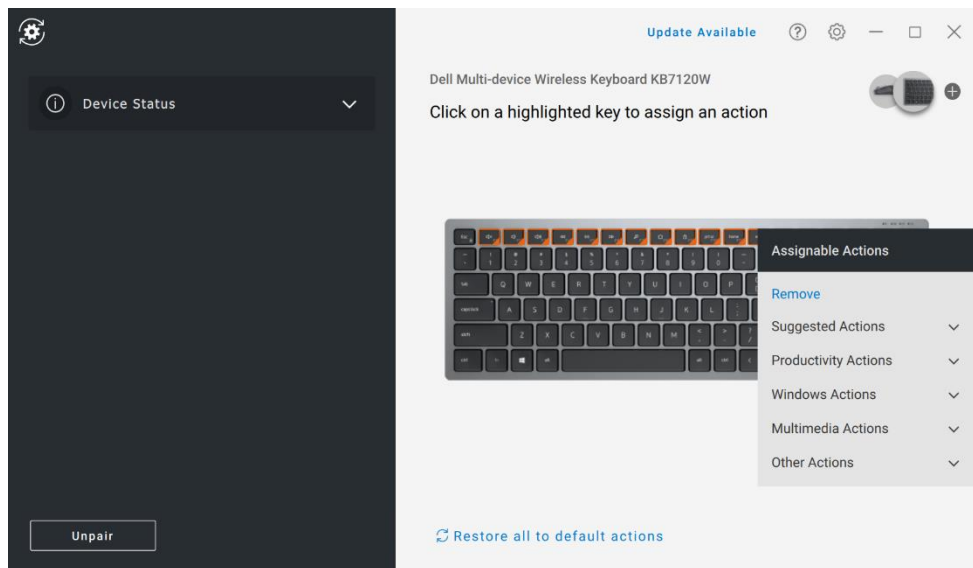 Update Available
Device Status
Dell Multi-device Wireless Keyboard KB7120W
Click on a highlighted key to assign an action
Q W E R T Y U I O P
A S D F G H J K L
Z X C V B N M
Assignable Actions
Remove
Suggested Actions
Productivity Actions
Windows Actions
Multimedia Actions
Other Actions
Unpair
Restore all to default actions